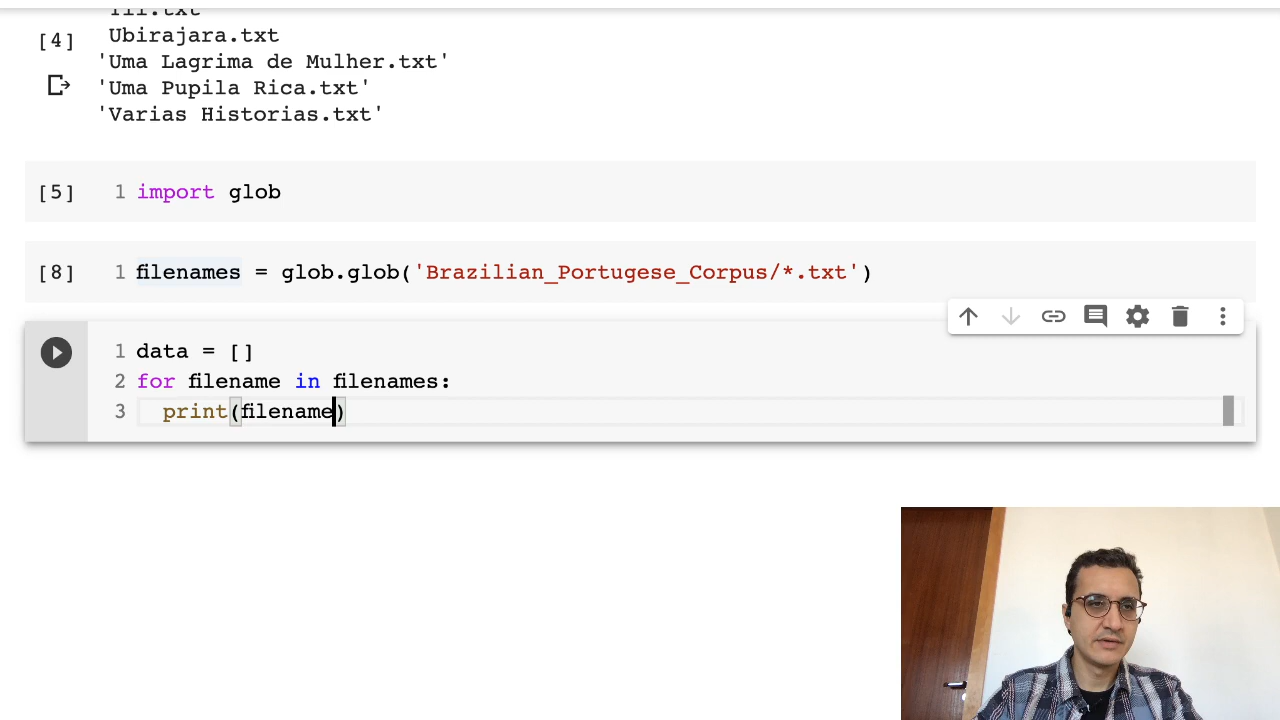 [4]
Ubirajara.txt
'Uma Lagrima de Mulher.txt'
'Uma Pupila Rica.txt'
'Varias Historias.txt'
[5] 1 import glob
[8] 1 filenames = glob.glob('Brazilian_Portugese_Corpus/*.txt')
1 data = []
2 for filename in filenames:
3 print(filename)